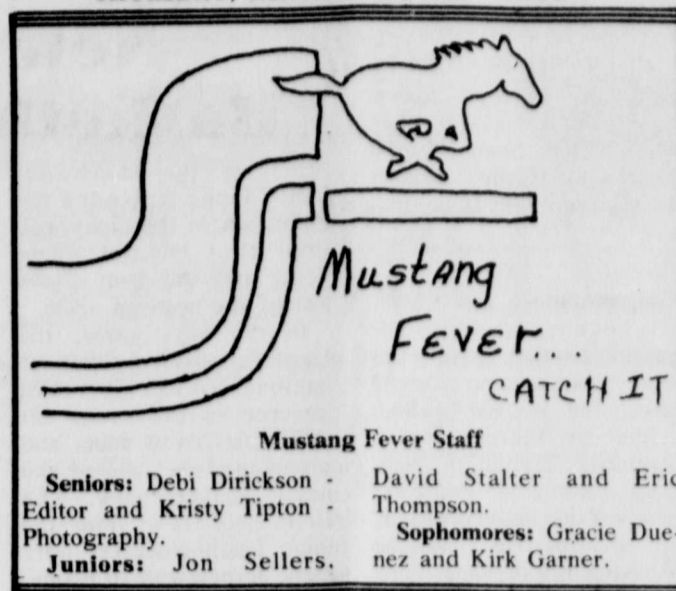 Mustang
Fever.
CATCH IT
Mustang Fever Staff
Seniors: Debi Dirickson -
Editor and Kristy Tipton -
Photography.
Juniors: Jon Sellers,
David Stalter and Eric
Thompson.
Sophomores: Gracie Due-
nez and Kirk Garner.